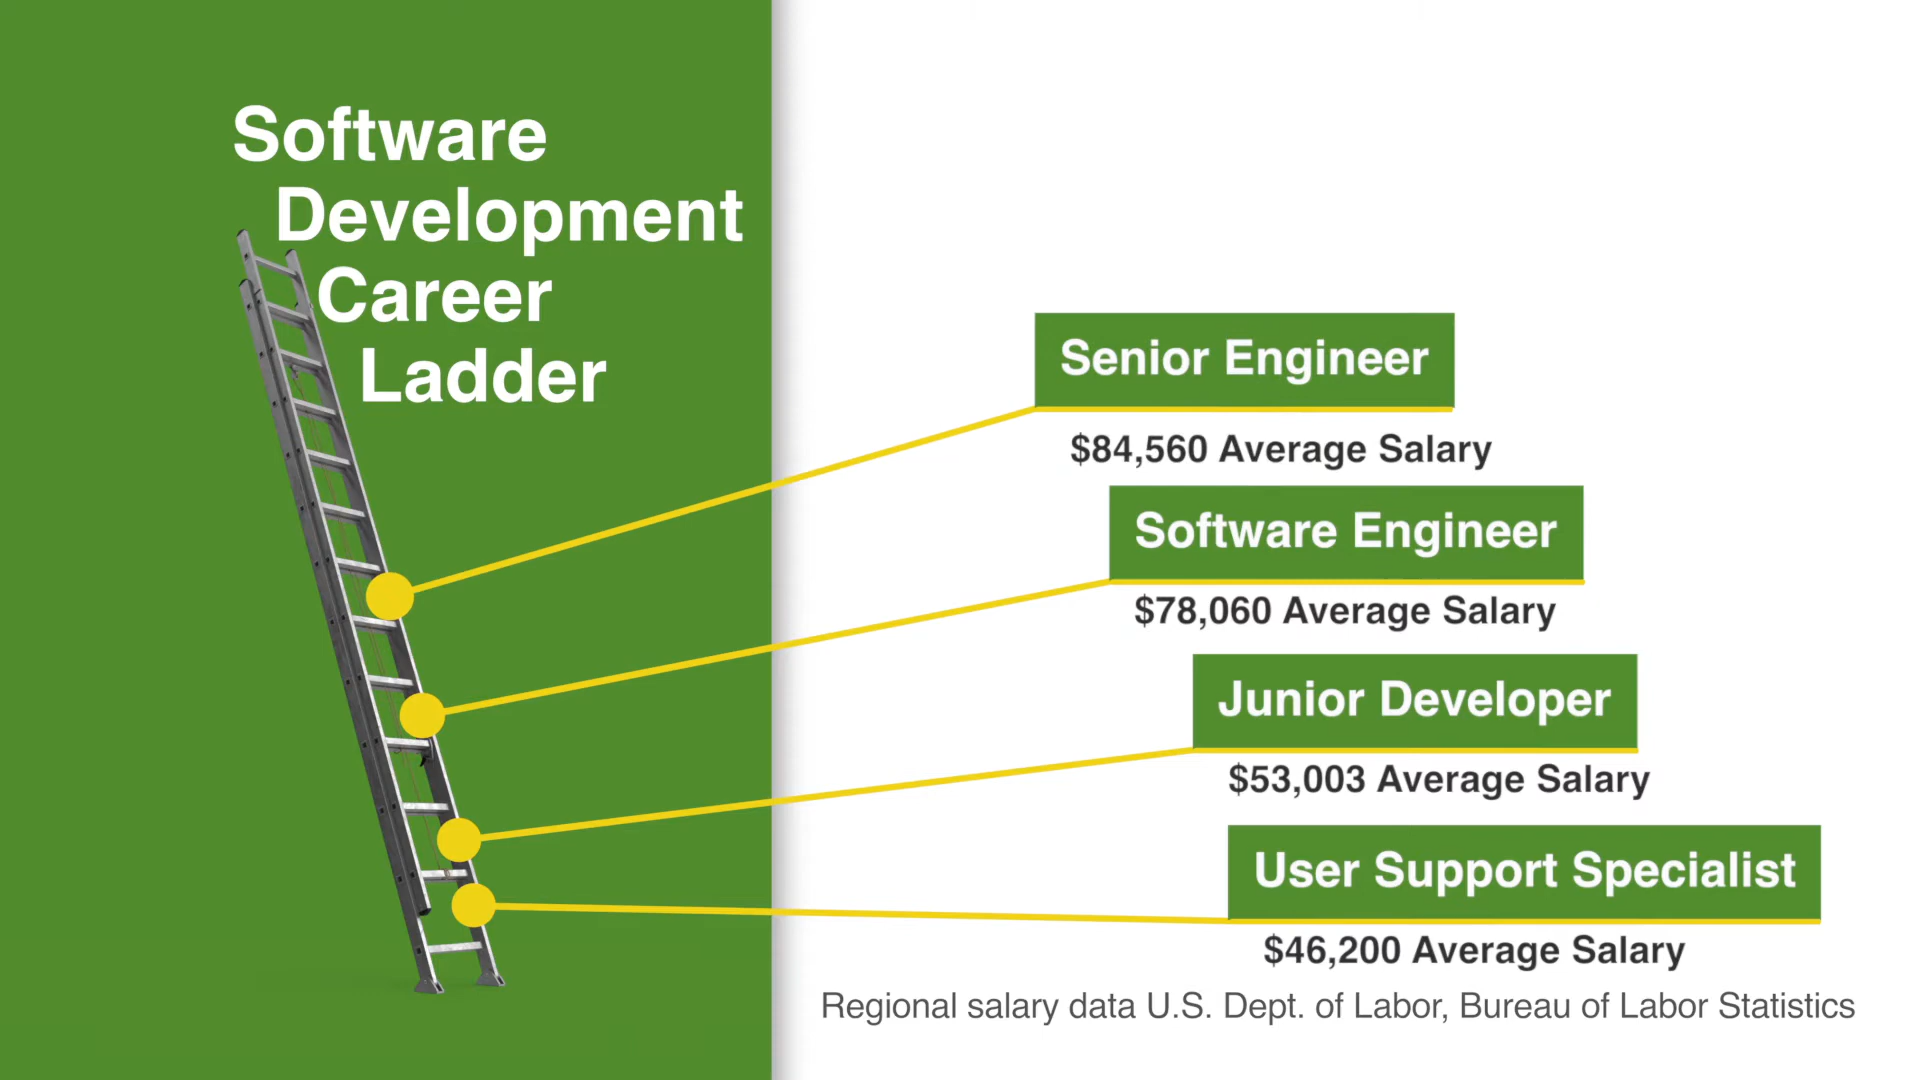 Software
Development
Career
Ladder
Senior Engineer
$84,560 Average Salary
Software Engineer
$78,060 Average Salary
Junior Developer
$53,003 Average Salary
User Support Specialist
$46,200 Average Salary
Regional salary data U.S. Dept. of Labor, Bureau of Labor Statistics